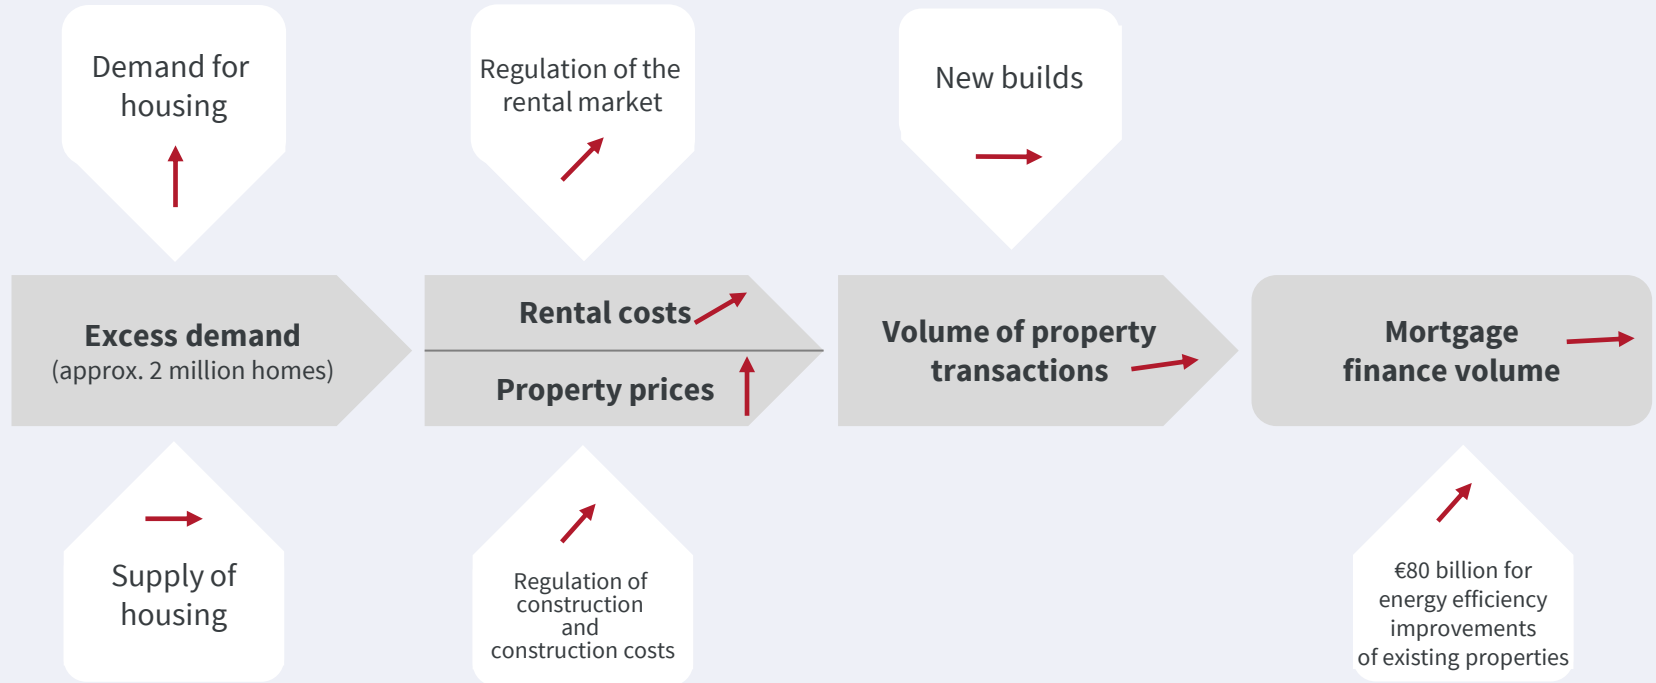 Demand for
housing
Regulation of the
rental market
New builds
Excess demand
(approx. 2 million homes)
Rental costs
Property prices
Volume of property
transactions
Mortgage
finance volume
Supply of
housing
Regulation of
construction
and
construction costs
€80 billion for
energy efficiency
improvements
of existing properties